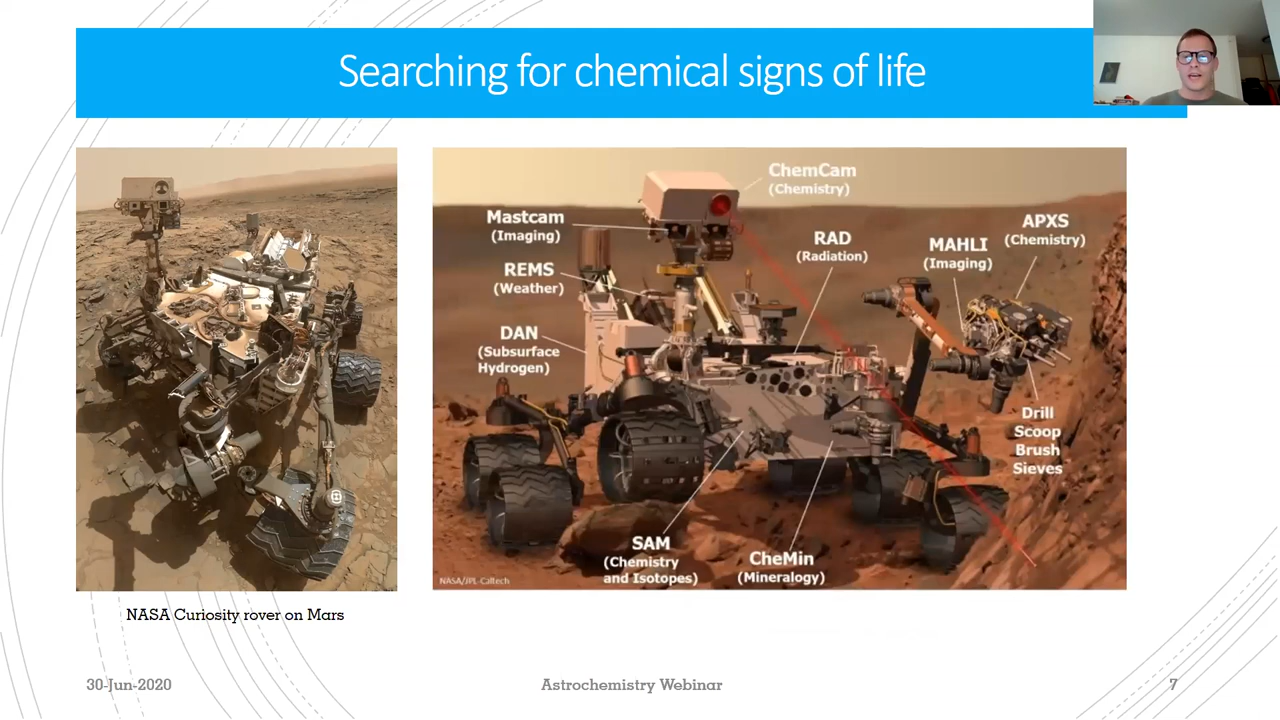 Searching for chemical signs of life
ChemCam
(Chemistry)
Mastcam
(Imaging)
REMS
(Weather)
DAN
(Subsurface
Hydrogen)
RAD
(Radiation)
MAHLI
(Imaging)
APXS
(Chemistry)
Drill
Scoop
Brush
Sieves
SAM
(Chemistry
and Isotopes)
CheMin
(Mineralogy)
NASA/JPL-Caltech
NASA Curiosity rover on Mars
30-Jun-2020
Astrochemistry Webinar
7